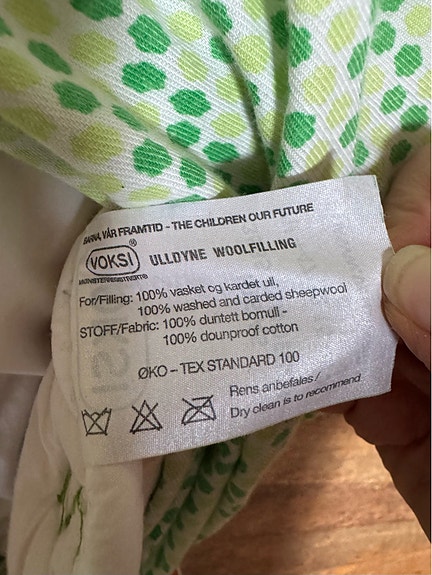 BARNA, VÅR FRAMTID - THE CHILDREN OUR FUTURE
VOKSI® ULLDYNE WOOLFILLING
MØNSTERREGISTRERT®
For/Filling: 100% vasket og kardet ull,
100% washed and carded sheepwool
STOFF/Fabric: 100% duntett bomull -
100% dounproof cotton
ØKO - TEX STANDARD 100
Rens anbefales /
Dry clean is to recommend